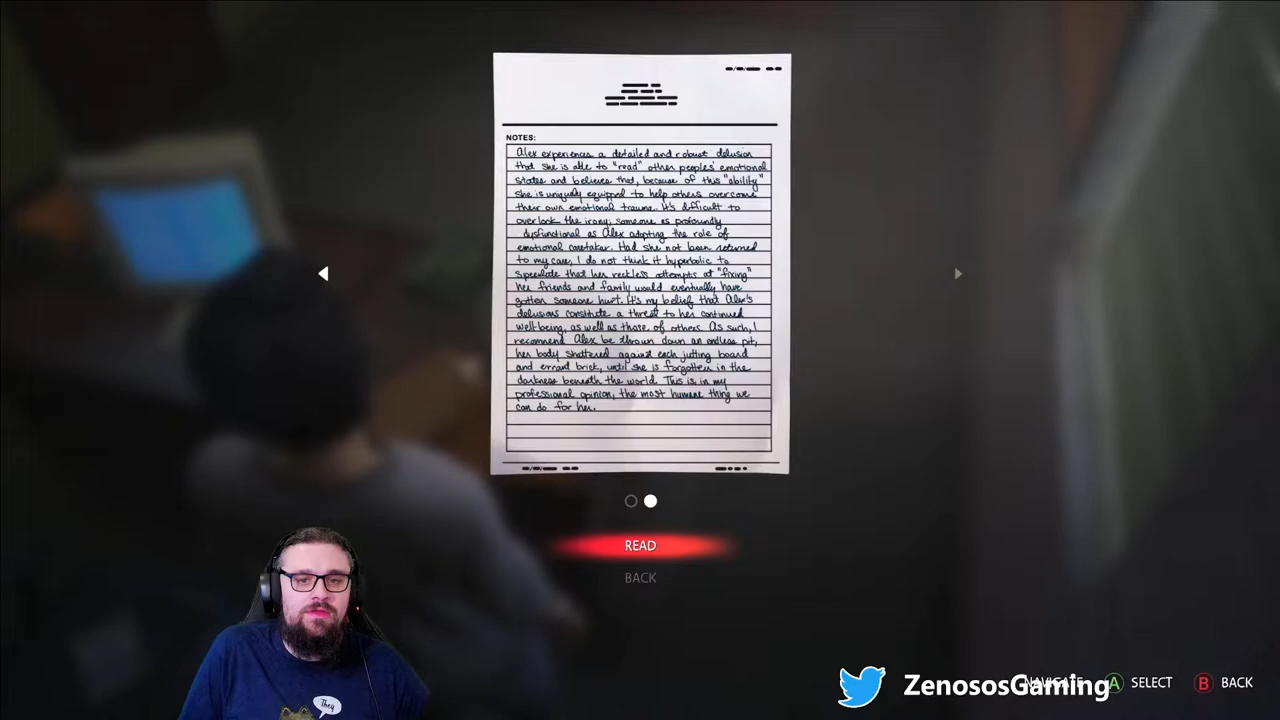 NOTES:
Alex experiences a detailed and robust delusion
that she is able to "read" other peoples' emotional
states and believes that, because of this "ability"
she is uniquely equipped to help others overcome
their own emotional trauma. It's difficult to
overlook the irony; someone as profoundly
dysfunctional as Alex adopting the role of
emotional caretaker. Had she not been returned
to my care, I do not think it hyperbolic to
speculate that her reckless attempts at "fixing"
her friends and family would eventually have
gotten someone hurt. It's my belief that Alex's
delusions constitute a threat to her continued
well-being, as well as those of others. As such, I
recommend Alex be thrown down an endless pit,
her body shattered against each jutting board
and errant brick, until she is forgotten in the
darkness beneath the world. This is, in my
professional opinion, the most humane thing we
can do for her.
READ
BACK
They
ZenososGaming
NAVIGATE A SELECT B BACK